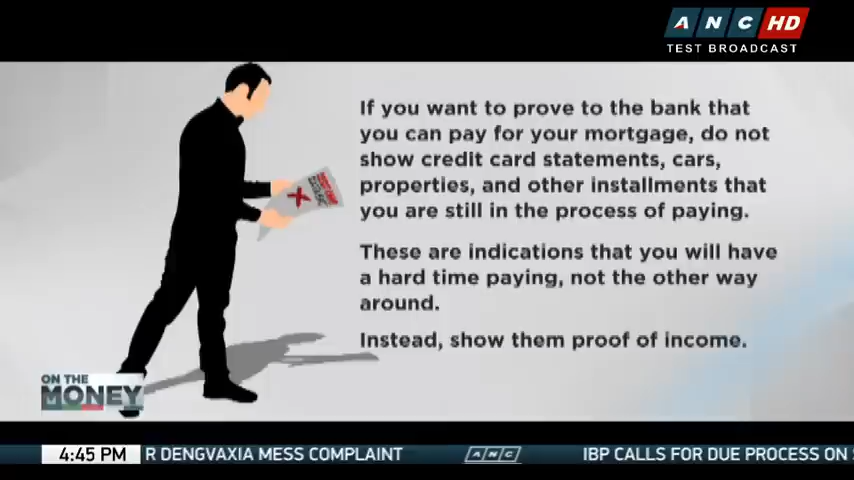 ANC HD
TEST BROADCAST
If you want to prove to the bank that
you can pay for your mortgage, do not
show credit card statements, cars,
properties, and other installments that
you are still in the process of paying.
These are indications that you will have
a hard time paying, not the other way
around.
Instead, show them proof of income.
ON THE
MONEY
4:45 PM R DENGVAXIA MESS COMPLAINT ANC IBP CALLS FOR DUE PROCESS ON